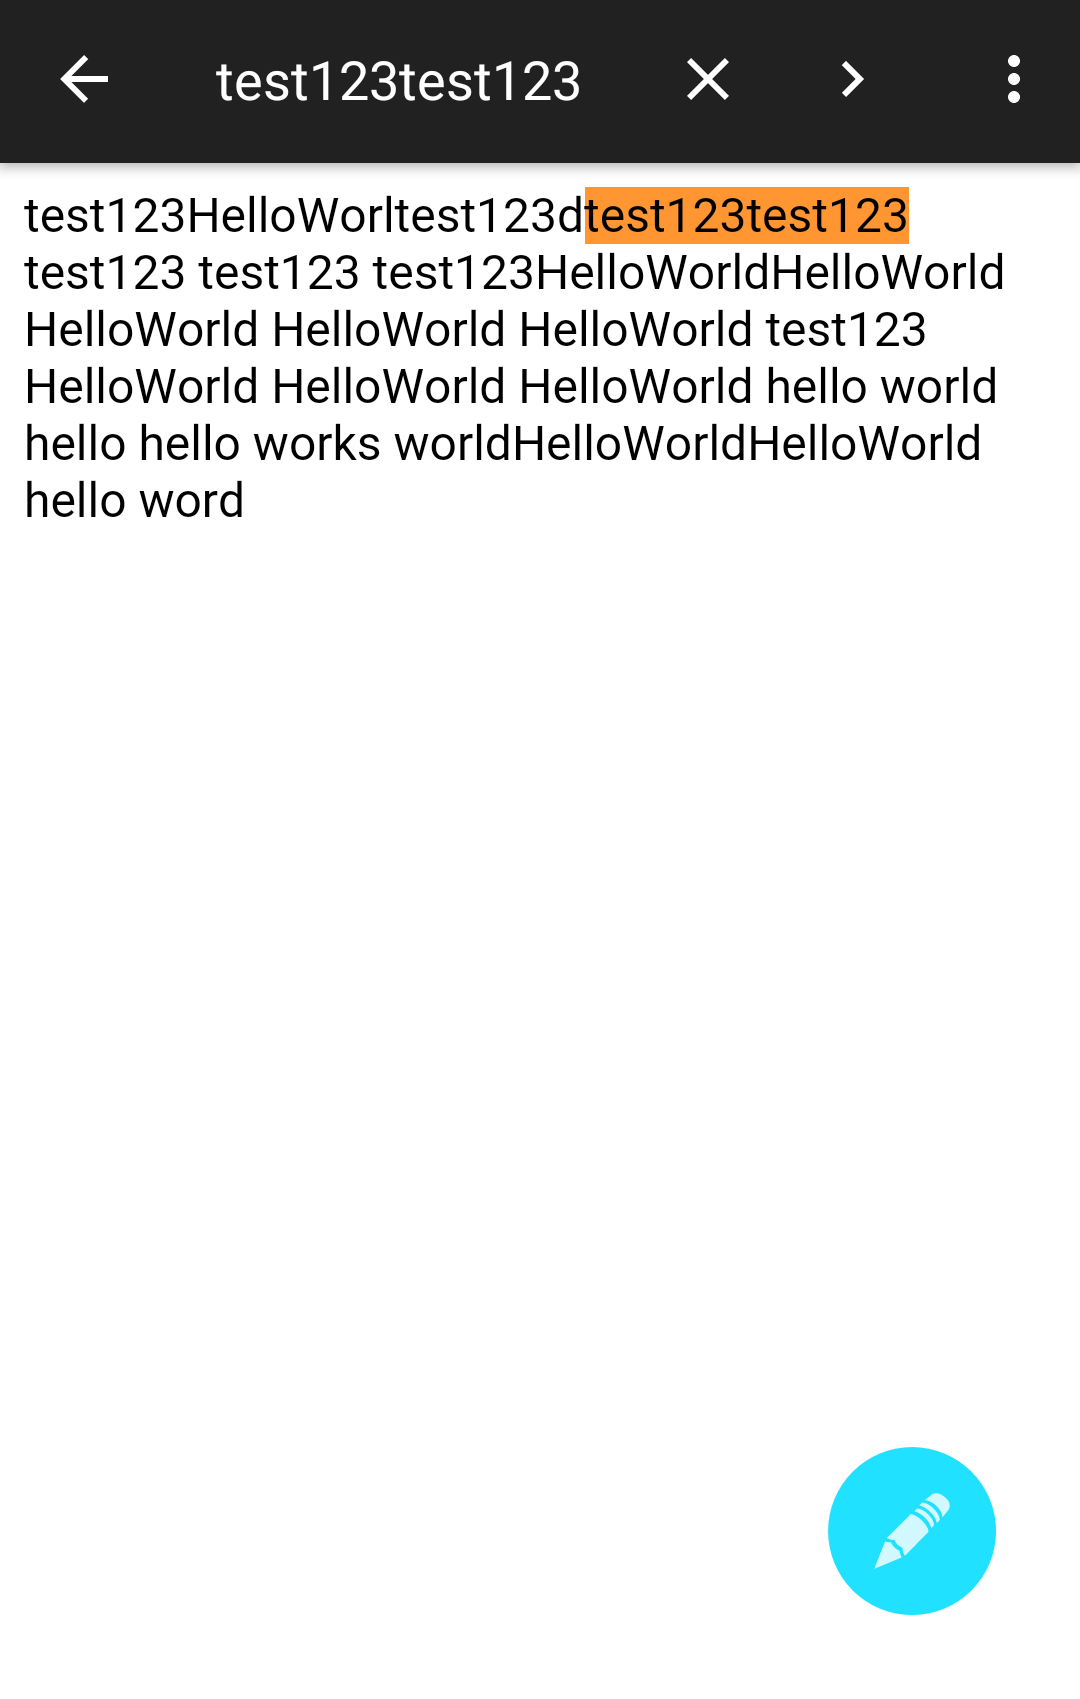 test123test123
test123HelloWorltest123dtest123test123
test123 test123 test123HelloWorldHelloWorld
HelloWorld HelloWorld HelloWorld test123
HelloWorld HelloWorld HelloWorld hello world
hello hello works worldHelloWorldHelloWorld
hello word